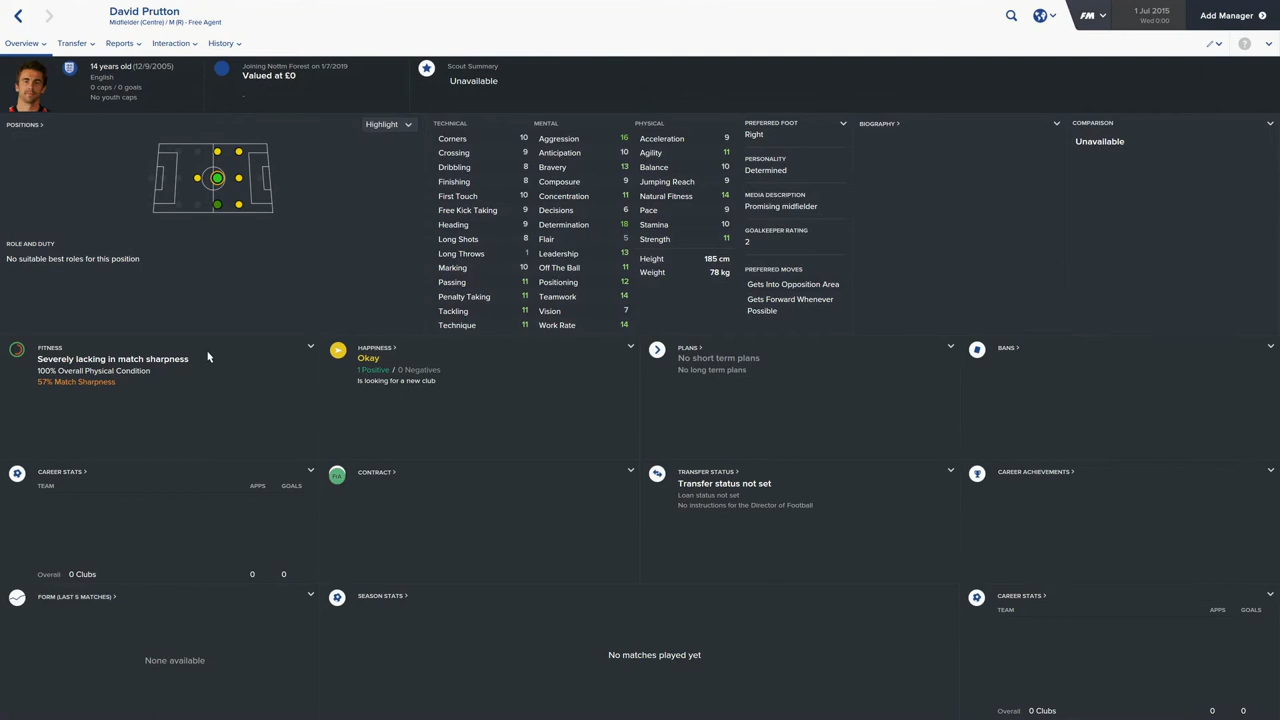 David Prutton
Midfielder (Centre) / M (R) - Free Agent
FM
1 Jul 2015
Wed 0:00
Add Manager
Overview
Transfer
Reports
Interaction
History
?
14 years old (12/9/2005)
English
0 caps / 0 goals
No youth caps
Joining Nottm Forest on 1/7/2019
Valued at £0
-
Scout Summary
Unavailable
POSITIONS >
Highlight
ROLE AND DUTY
No suitable best roles for this position
TECHNICAL
Corners 10
Crossing 9
Dribbling 8
Finishing 8
First Touch 10
Free Kick Taking 9
Heading 9
Long Shots 8
Long Throws 1
Marking 10
Passing 11
Penalty Taking 11
Tackling 11
Technique 11
MENTAL
Aggression 16
Anticipation 10
Bravery 13
Composure 9
Concentration 11
Decisions 6
Determination 18
Flair 5
Leadership 13
Off The Ball 11
Positioning 12
Teamwork 14
Vision 7
Work Rate 14
PHYSICAL
Acceleration 9
Agility 11
Balance 10
Jumping Reach 9
Natural Fitness 14
Pace 9
Stamina 10
Strength 11
Height 185 cm
Weight 78 kg
PREFERRED FOOT
Right
PERSONALITY
Determined
MEDIA DESCRIPTION
Promising midfielder
GOALKEEPER RATING
2
PREFERRED MOVES
Gets Into Opposition Area
Gets Forward Whenever
Possible
BIOGRAPHY >
COMPARISON
Unavailable
FITNESS
Severely lacking in match sharpness
100% Overall Physical Condition
57% Match Sharpness
HAPPINESS >
Okay
1 Positive / 0 Negatives
Is looking for a new club
PLANS >
No short term plans
No long term plans
BANS >
CAREER STATS >
TEAM APPS GOALS
Overall 0 Clubs 0 0
FrA
CONTRACT >
TRANSFER STATUS >
Transfer status not set
Loan status not set
No instructions for the Director of Football
CAREER ACHIEVEMENTS >
FORM (LAST 5 MATCHES) >
None available
SEASON STATS >
No matches played yet
CAREER STATS >
TEAM APPS GOALS
Overall 0 Clubs 0 0